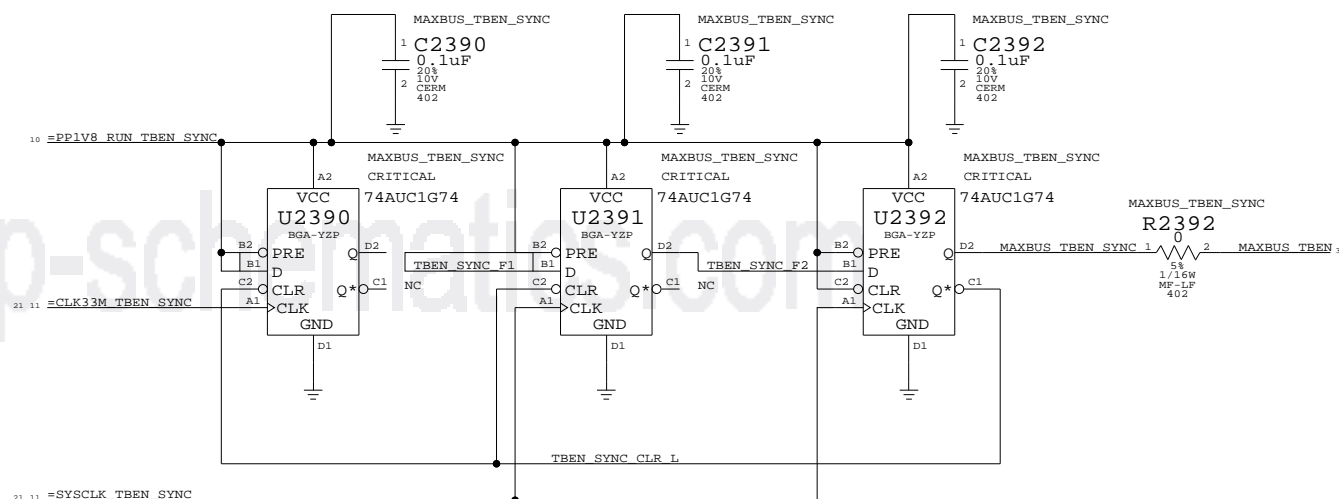 MAXBUS_TBEN_SYNC
1 C2390
0.1uF
20%
10V
2 CERM
402
MAXBUS_TBEN_SYNC
1 C2391
0.1uF
20%
10V
2 CERM
402
MAXBUS_TBEN_SYNC
1 C2392
0.1uF
20%
10V
2 CERM
402
10 =PP1V8_RUN_TBEN_SYNC
MAXBUS_TBEN_SYNC
CRITICAL
74AUC1G74
A2
VCC
U2390
BGA-YZP
B2 PRE Q D2
B1 D
C2 CLR Q* C1
A1 CLK
GND
D1
MAXBUS_TBEN_SYNC
CRITICAL
74AUC1G74
A2
VCC
U2391
BGA-YZP
B2 PRE Q D2
TBEN_SYNC_F1 B1 D
NC
C2 CLR Q* C1
A1 CLK
GND
D1
MAXBUS_TBEN_SYNC
CRITICAL
74AUC1G74
A2
VCC
U2392
BGA-YZP
B2 PRE Q D2
TBEN_SYNC_F2 B1 D
NC
C2 CLR Q* C1
A1 CLK
GND
D1
MAXBUS_TBEN_SYNC
R2392
MAXBUS_TBEN_SYNC 1 0 2 MAXBUS_TBEN
5%
1/16W
MF-LF
402
21 11 =CLK33M_TBEN_SYNC
TBEN_SYNC_CLR_L
21 11 =SYSCLK_TBEN_SYNC
p-schematics.com